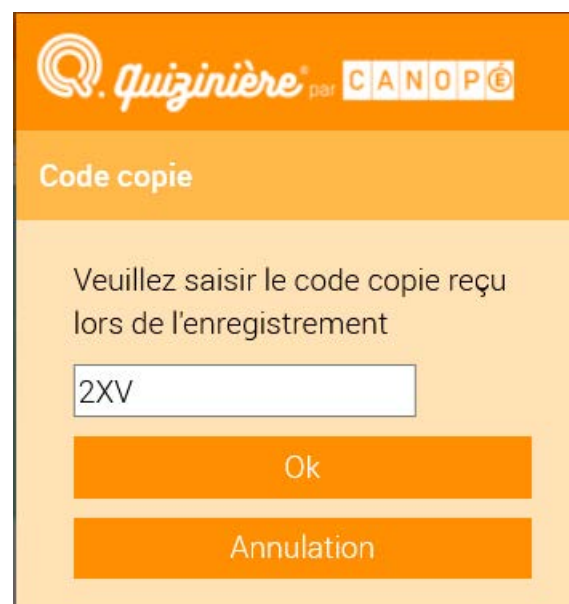 Q. Quizinière® par CANOPÉ
Code copie
Veuillez saisir le code copie reçu
lors de l'enregistrement
2XV
Ok
Annulation